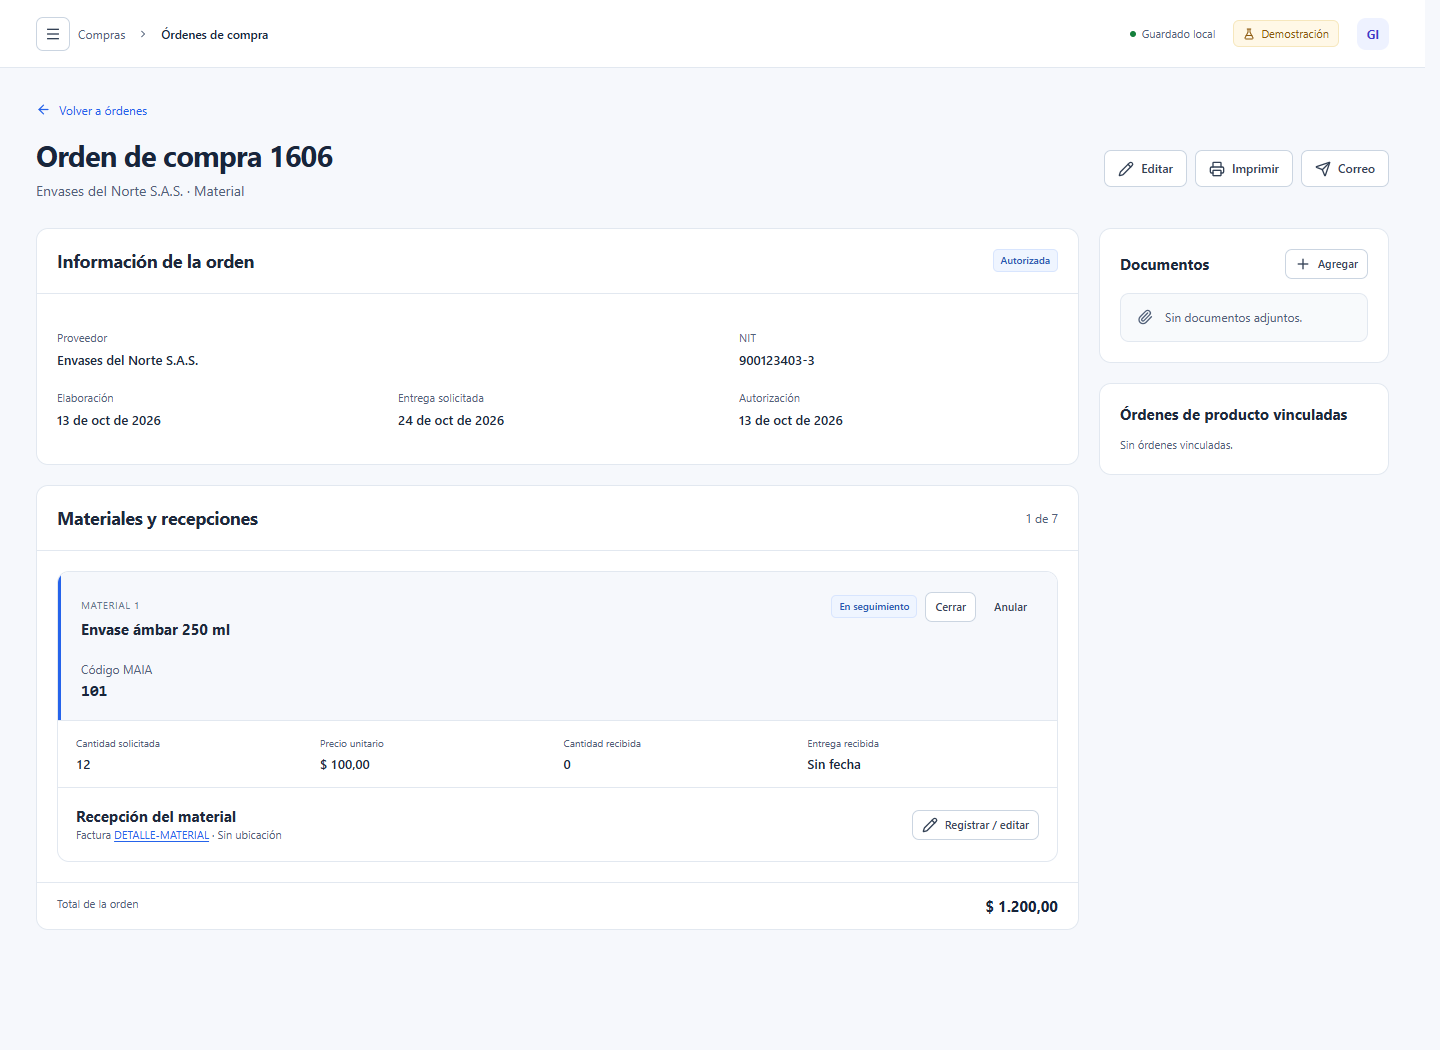 Compras
Órdenes de compra
Guardado local
Demostración
GI
Volver a órdenes
Orden de compra 1606
Envases del Norte S.A.S. · Material
Editar
Imprimir
Correo
Información de la orden
Autorizada
Proveedor
Envases del Norte S.A.S.
NIT
900123403-3
Elaboración
13 de oct de 2026
Entrega solicitada
24 de oct de 2026
Autorización
13 de oct de 2026
Documentos
Agregar
Sin documentos adjuntos.
Órdenes de producto vinculadas
Sin órdenes vinculadas.
Materiales y recepciones
1 de 7
MATERIAL 1
Envase ámbar 250 ml
En seguimiento
Cerrar
Anular
Código MAIA
101
Cantidad solicitada
12
Precio unitario
$ 100,00
Cantidad recibida
0
Entrega recibida
Sin fecha
Recepción del material
Factura DETALLE-MATERIAL · Sin ubicación
Registrar / editar
Total de la orden
$ 1.200,00